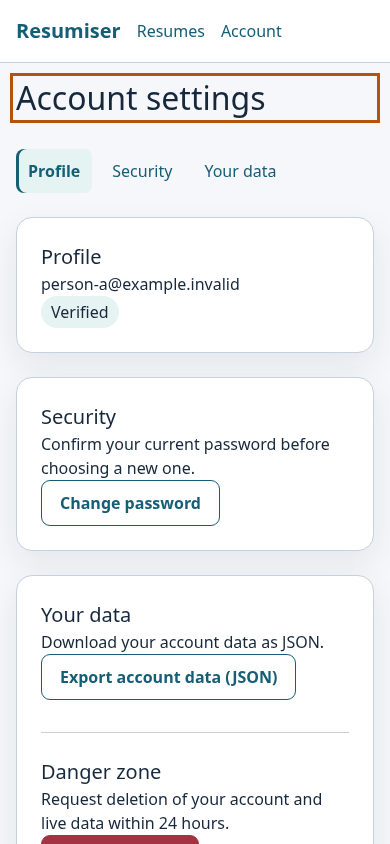 Resumiser Resumes Account
Account settings
Profile Security Your data
Profile
person-a@example.invalid
Verified
Security
Confirm your current password before
choosing a new one.
Change password
Your data
Download your account data as JSON.
Export account data (JSON)
Danger zone
Request deletion of your account and
live data within 24 hours.